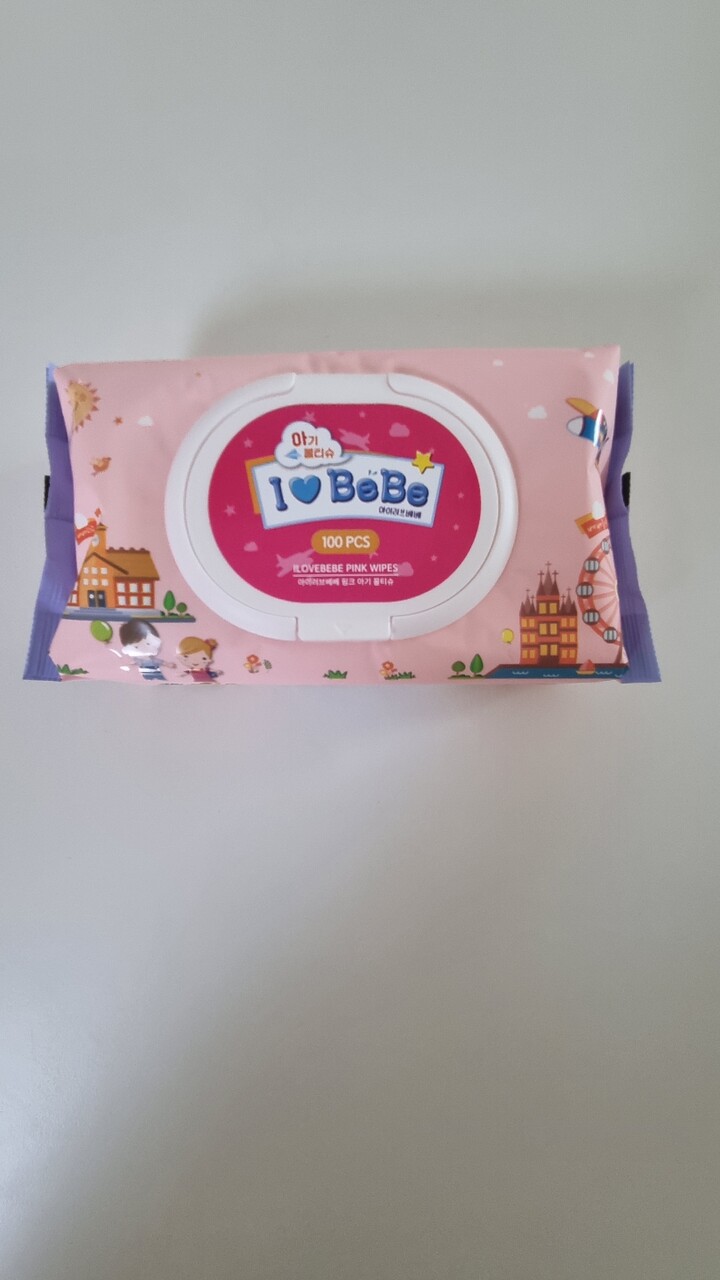 아기
물티슈
I ♥ BeBe
아이러브베베
100 PCS
ILOVEBEBE PINK WIPES
아이러브베베 핑크 아기 물티슈